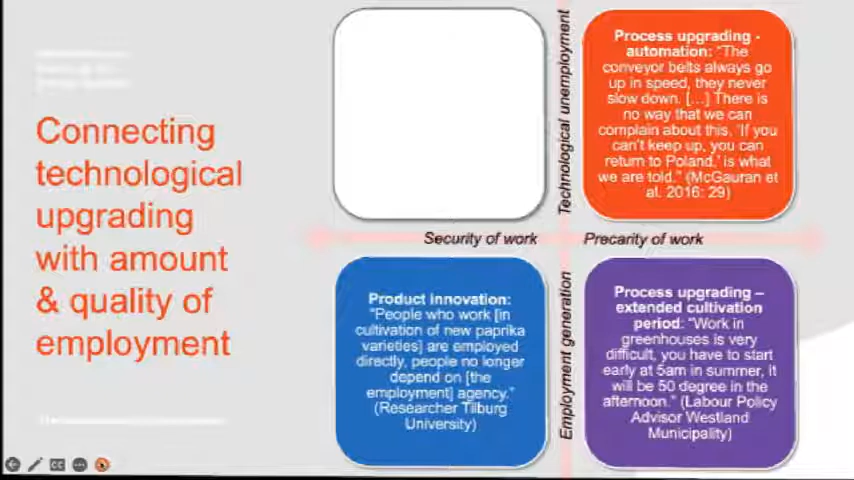 Connecting
technological
upgrading
with amount
& quality of
employment
Technological unemployment
Process upgrading -
automation: "The
conveyor belts always go
up in speed, they never
slow down. [...] There is
no way that we can
complain about this. 'If you
can't keep up, you can
return to Poland,' is what
we are told." (McGauran et
al. 2016: 29)
Security of work
Precarity of work
Product innovation:
"People who work [in
cultivation of new paprika
varieties] are employed
directly, people no longer
depend on [the
employment] agency."
(Researcher Tilburg
University)
Employment generation
Process upgrading –
extended cultivation
period: "Work in
greenhouses is very
difficult, you have to start
early at 5am in summer, it
will be 50 degree in the
afternoon." (Labour Policy
Advisor Westland
Municipality)
CC